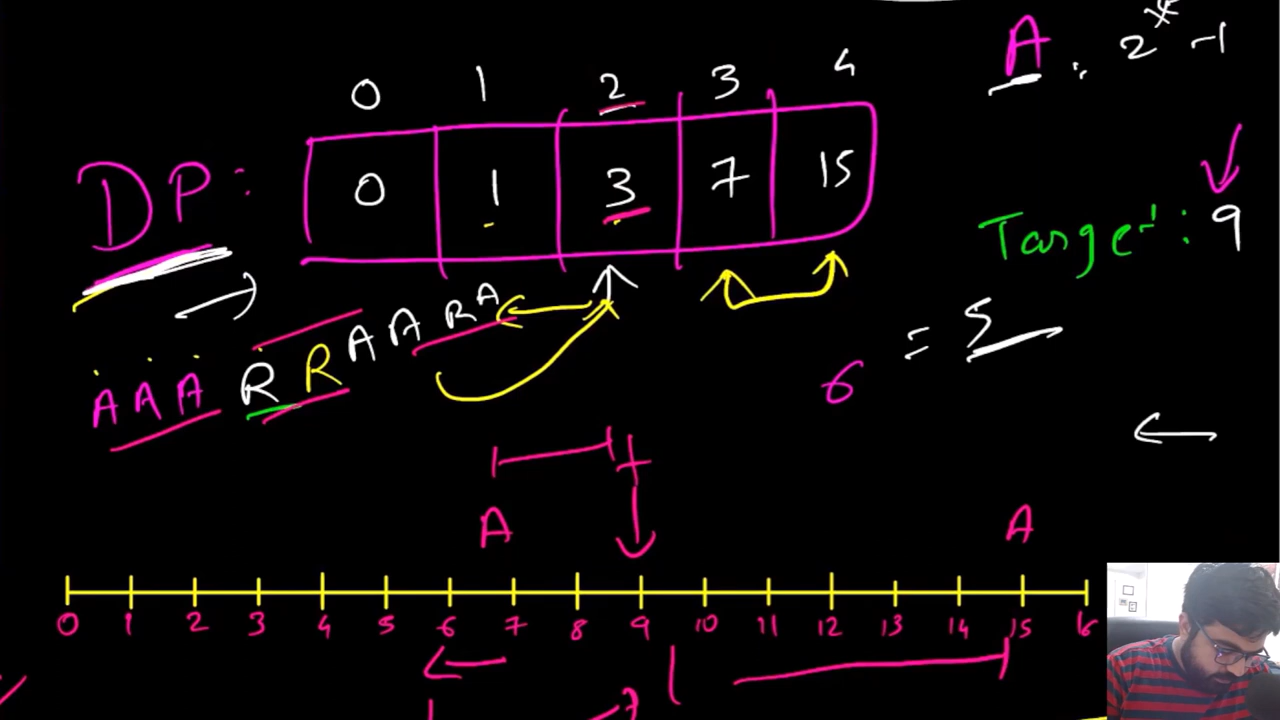 A : 2ˣ -1
0 1 2 3 4
DP: 0 1 3 7 15
Target: 9
A A A R R A A R A
= 5
6
A A
0 1 2 3 4 5 6 7 8 9 10 11 12 13 14 15 16
7